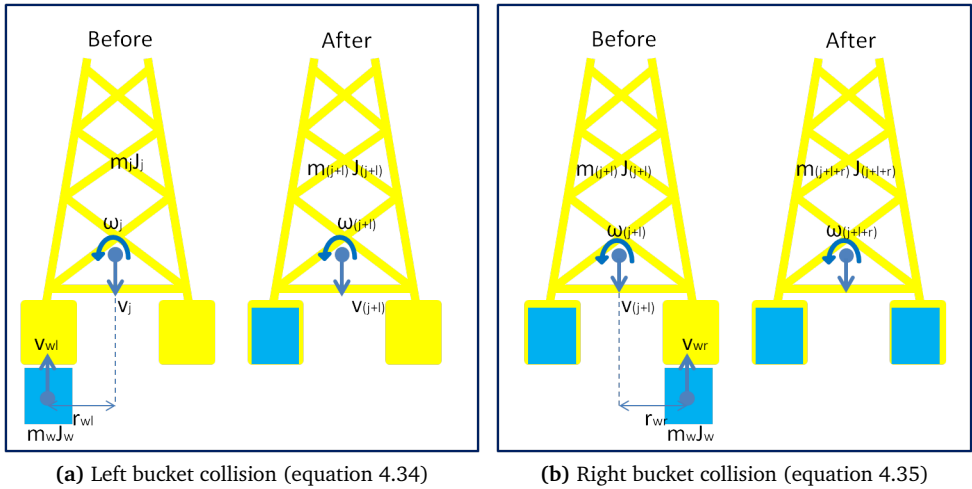 Before After
mjJj m(j+l) J(j+l)
ωj ω(j+l)
vj v(j+l)
vwl
rwl
mwJw
(a) Left bucket collision (equation 4.34)
Before After
m(j+l) J(j+l) m(j+l+r) J(j+l+r)
ω(j+l) ω(j+l+r)
v(j+l)
vwr
rwr
mwJw
(b) Right bucket collision (equation 4.35)